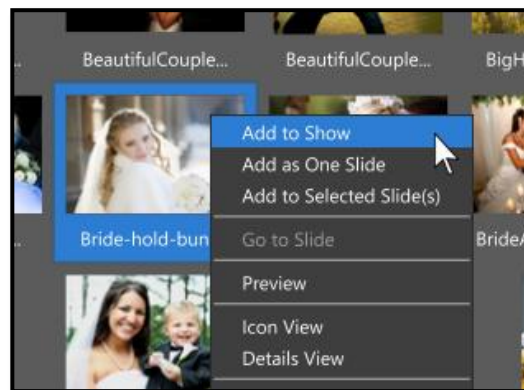 BeautifulCouple...
BeautifulCouple...
BigH
Add to Show
Add as One Slide
Add to Selected Slide(s)
Bride-hold-bun
Go to Slide
BrideA
Preview
Icon View
Details View